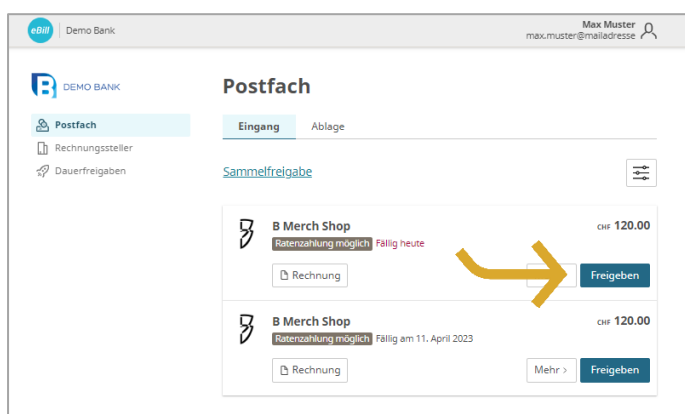 eBill Demo Bank
Max Muster
max.muster@mailadresse
B DEMO BANK
Postfach
Rechnungssteller
Dauerfreigaben
Postfach
Eingang Ablage
Sammelfreigabe
B Merch Shop CHF 120.00
Ratenzahlung möglich Fällig heute
Rechnung Freigeben
B Merch Shop CHF 120.00
Ratenzahlung möglich Fällig am 11. April 2023
Rechnung Mehr > Freigeben